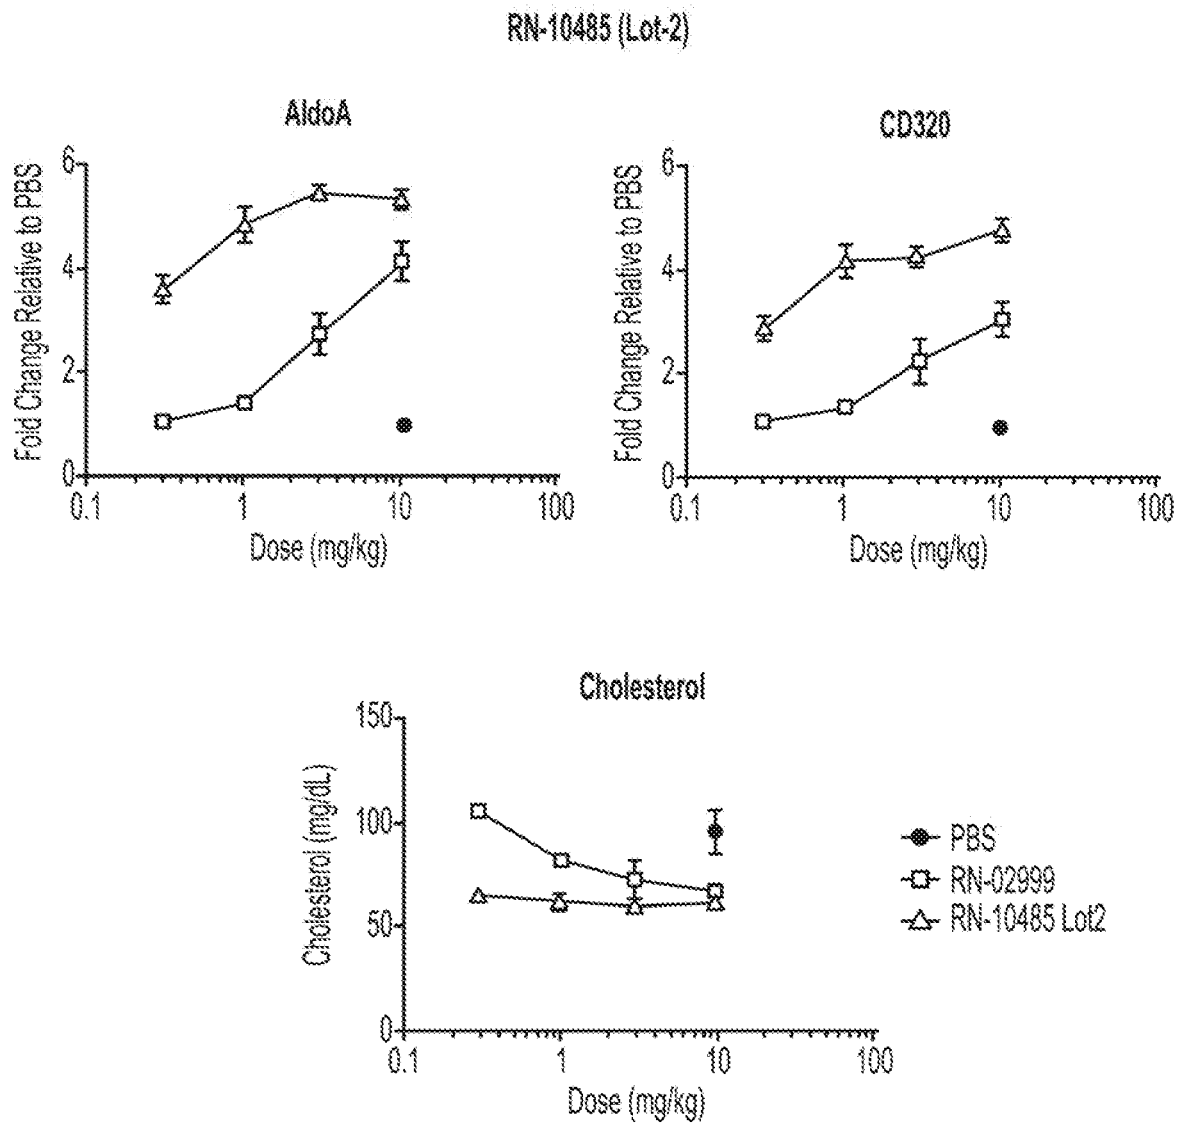 RN-10485 (Lot-2)
AldoA
Fold Change Relative to PBS
6
4
2
0
0.1
1
10
100
Dose (mg/kg)
CD320
Fold Change Relative to PBS
6
4
2
0
0.1
1
10
100
Dose (mg/kg)
Cholesterol
Cholesterol (mg/dL)
150
100
50
0
0.1
1
10
100
Dose (mg/kg)
PBS
RN-02999
RN-10485 Lot2